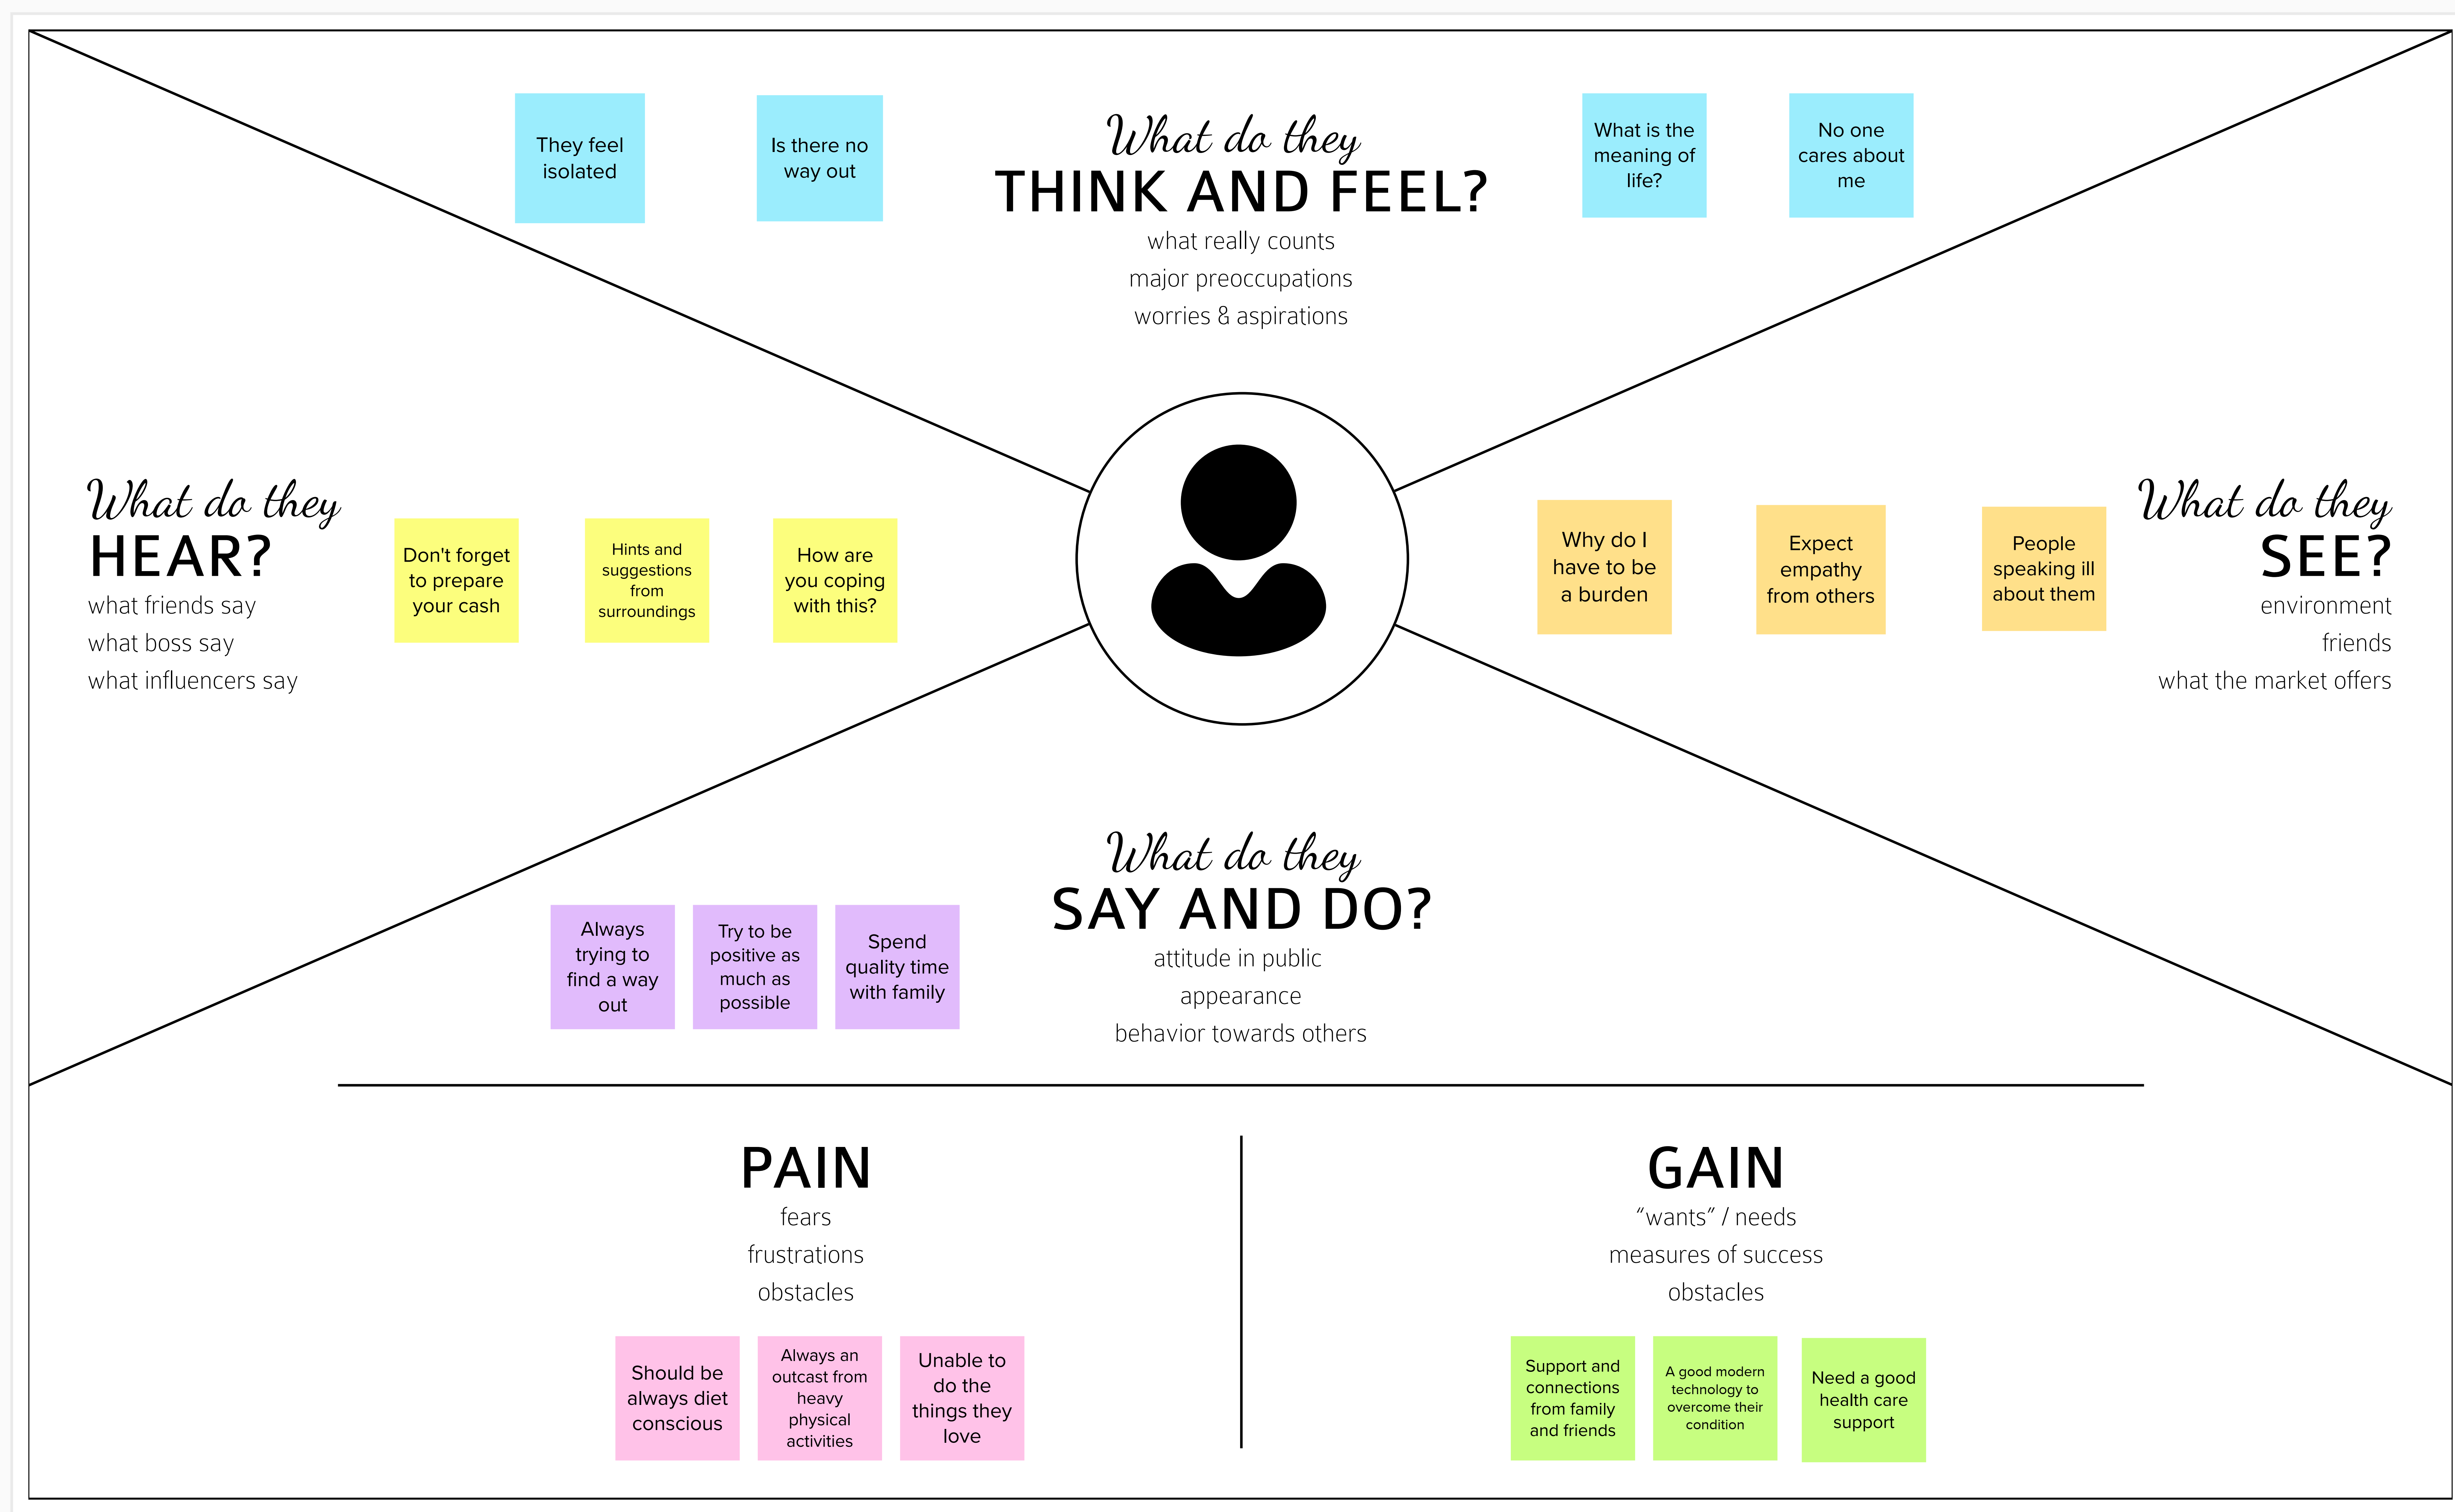 They feel
isolated
Is there no
way out
What do they
THINK AND FEEL?
what really counts
major preoccupations
worries & aspirations
What is the
meaning of
life?
No one
cares about
me
What do they
HEAR?
what friends say
what boss say
what influencers say
Don't forget
to prepare
your cash
Hints and
suggestions
from
surroundings
How are
you coping
with this?
Why do I
have to be
a burden
Expect
empathy
from others
People
speaking ill
about them
What do they
SEE?
environment
friends
what the market offers
What do they
SAY AND DO?
attitude in public
appearance
behavior towards others
Always
trying to
find a way
out
Try to be
positive as
much as
possible
Spend
quality time
with family
PAIN
fears
frustrations
obstacles
Should be
always diet
conscious
Always an
outcast from
heavy
physical
activities
Unable to
do the
things they
love
GAIN
“wants” / needs
measures of success
obstacles
Support and
connections
from family
and friends
A good modern
technology to
overcome their
condition
Need a good
health care
support